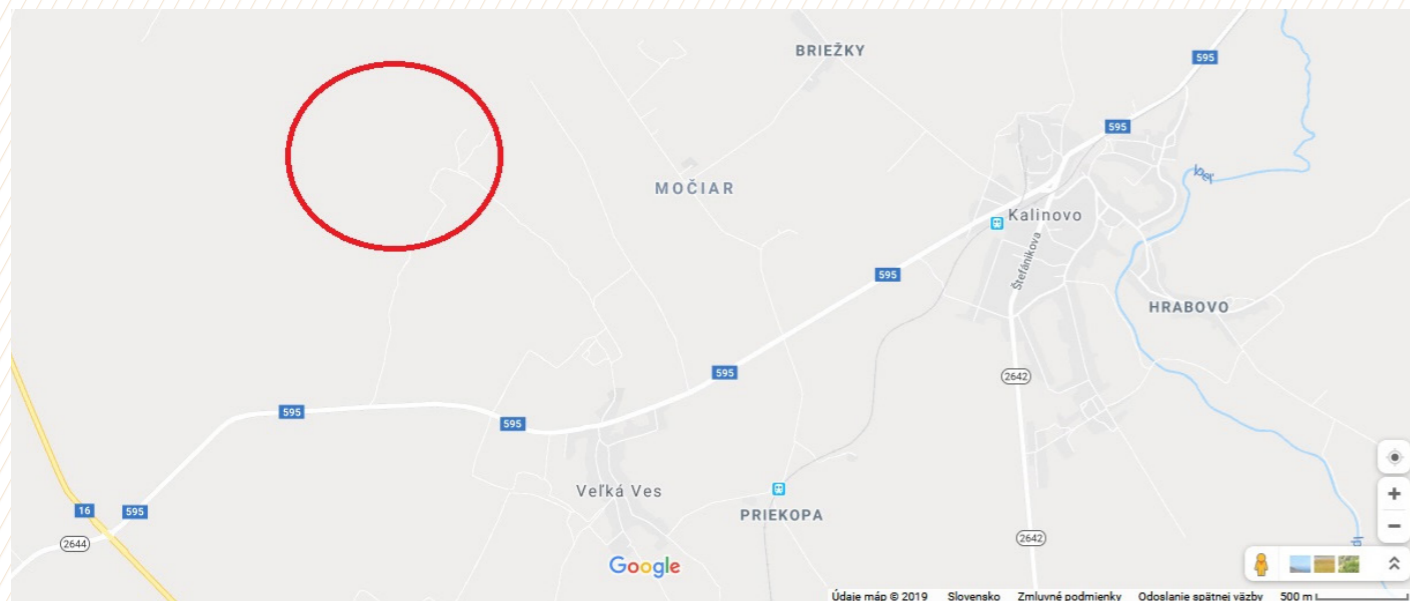 BRIEŽKY
595
595
MOČIAR
Ipeľ
Kalinovo
Štefánikova
595
HRABOVO
595
2642
595
595
Veľká Ves
16
595
PRIEKOPA
2644
2642
Google
Údaje máp © 2019 Slovensko Zmluvné podmienky Odoslanie spätnej väzby 500 m